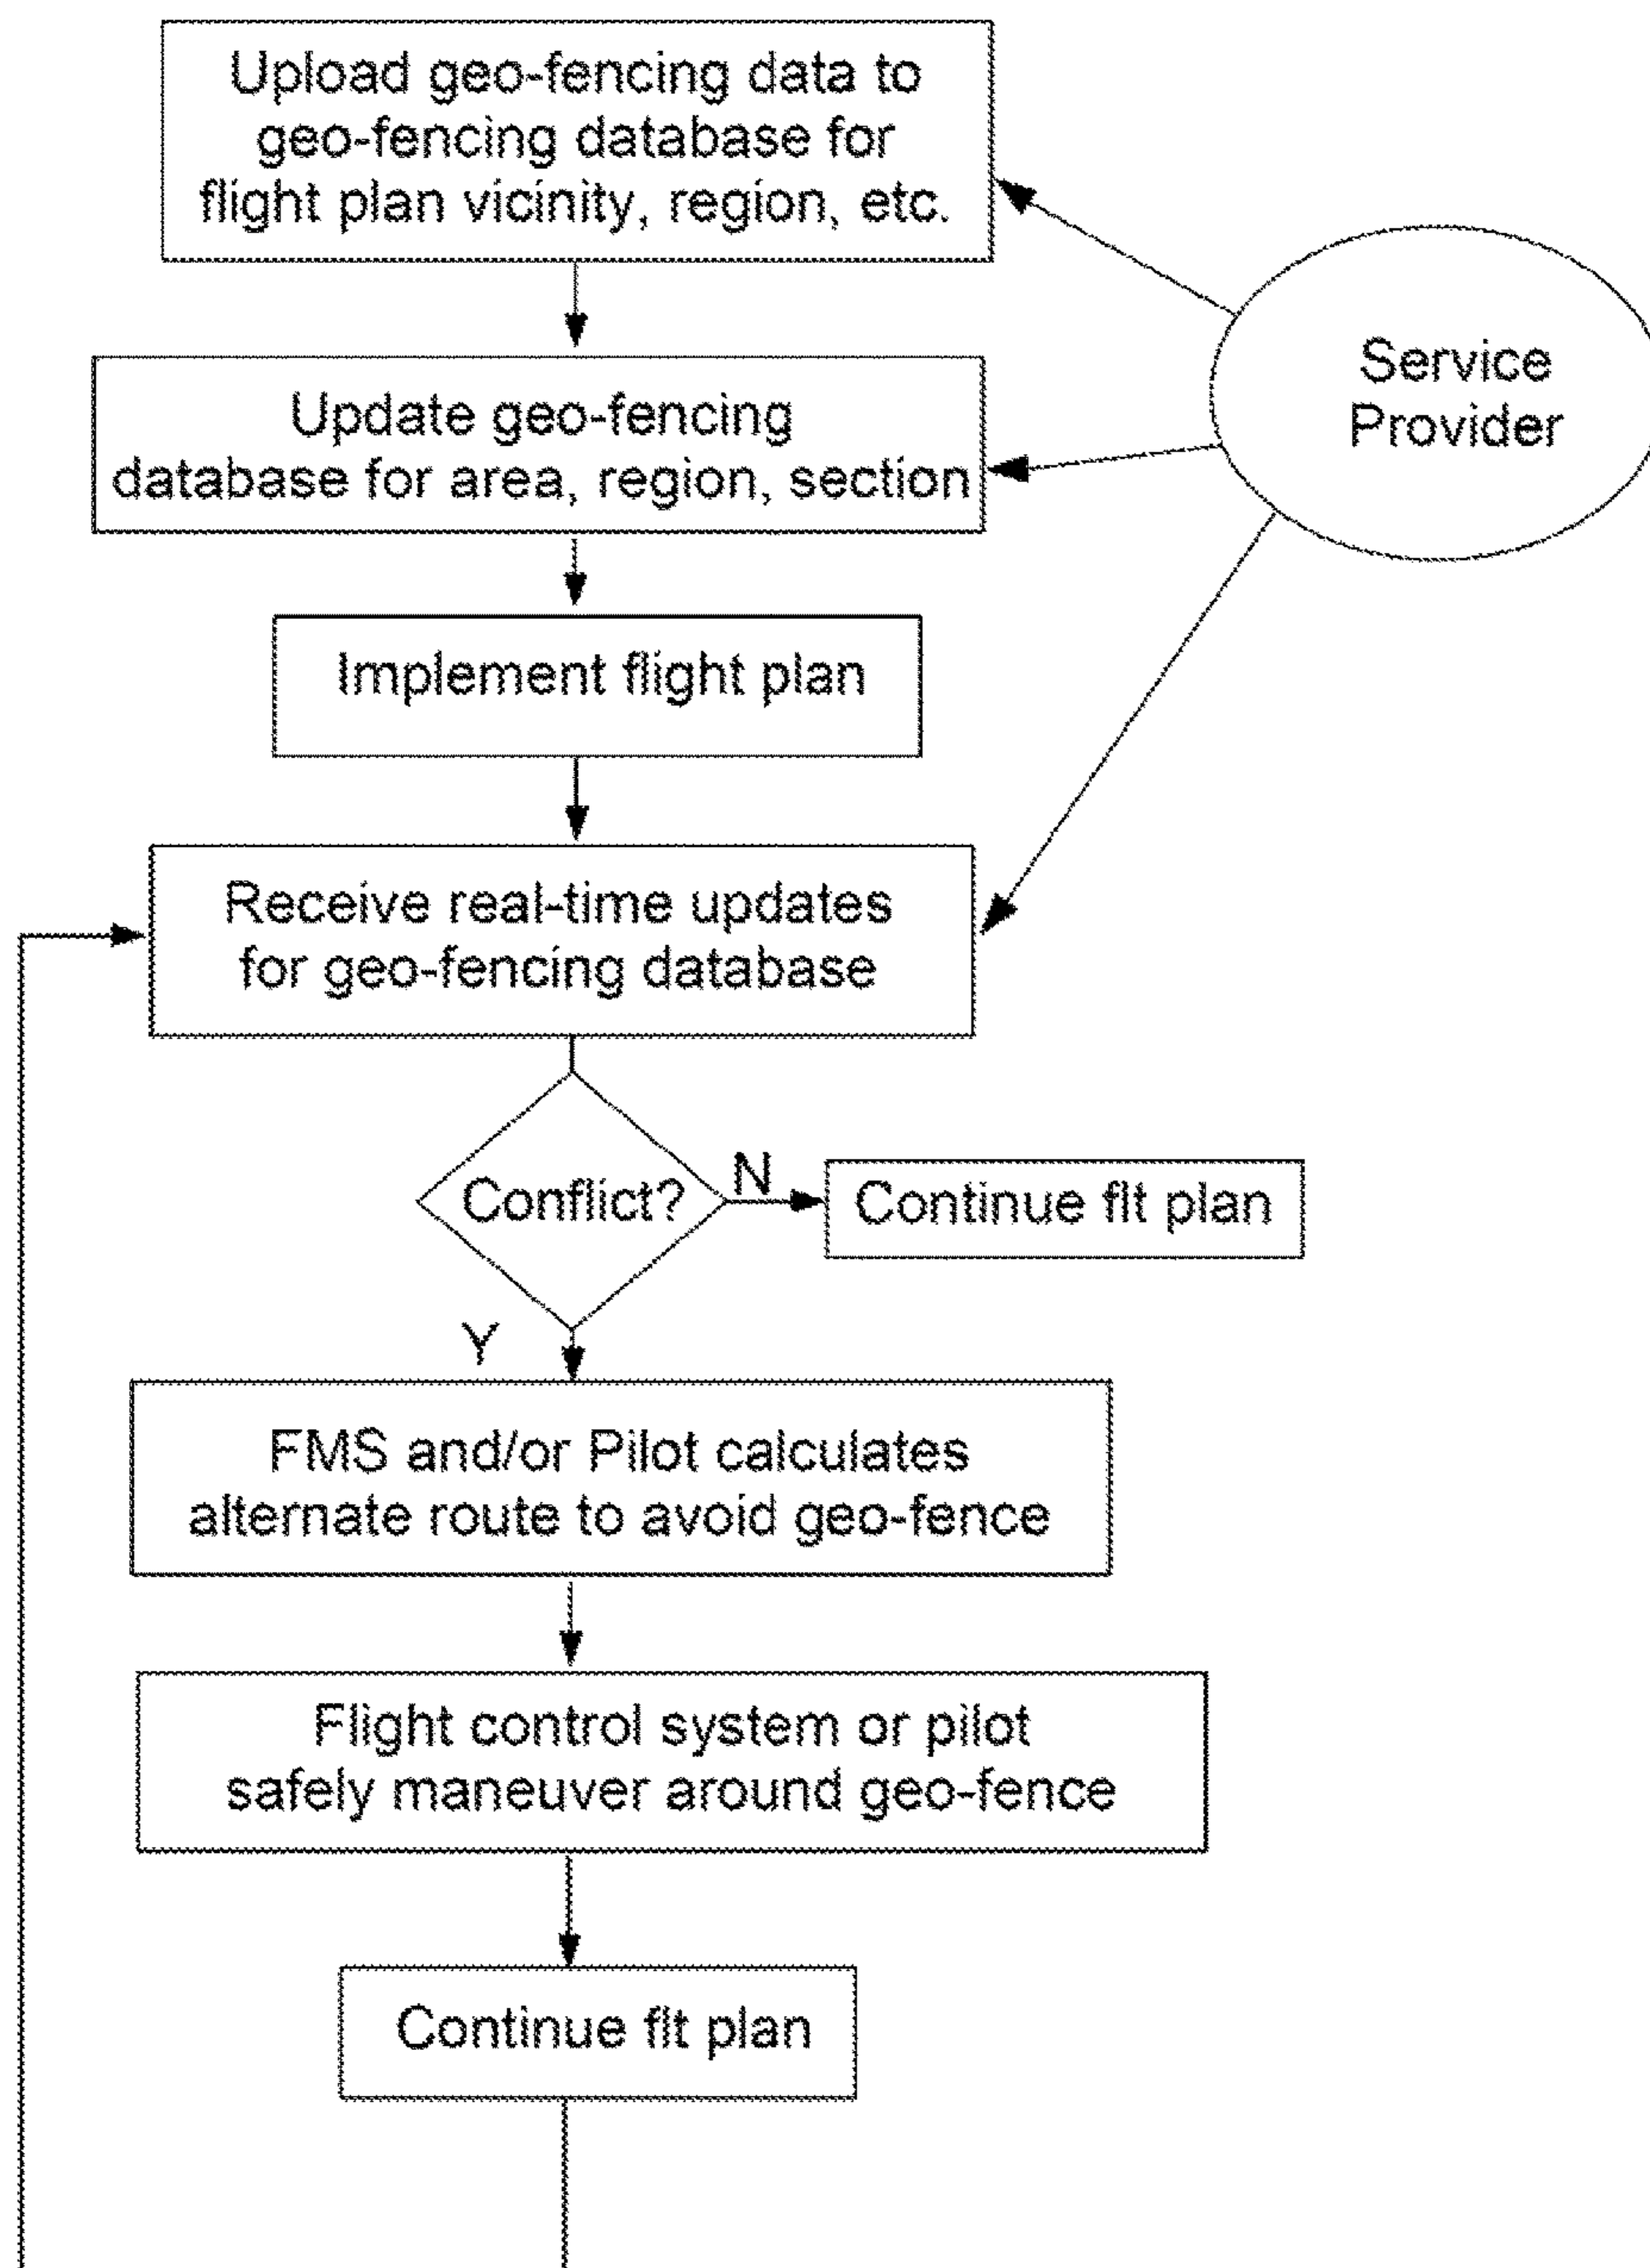 Upload geo-fencing data to
geo-fencing database for
flight plan vicinity, region, etc.
Service
Provider
Update geo-fencing
database for area, region, section
Implement flight plan
Receive real-time updates
for geo-fencing database
Conflict?
N
Continue flt plan
Y
FMS and/or Pilot calculates
alternate route to avoid geo-fence
Flight control system or pilot
safely maneuver around geo-fence
Continue flt plan